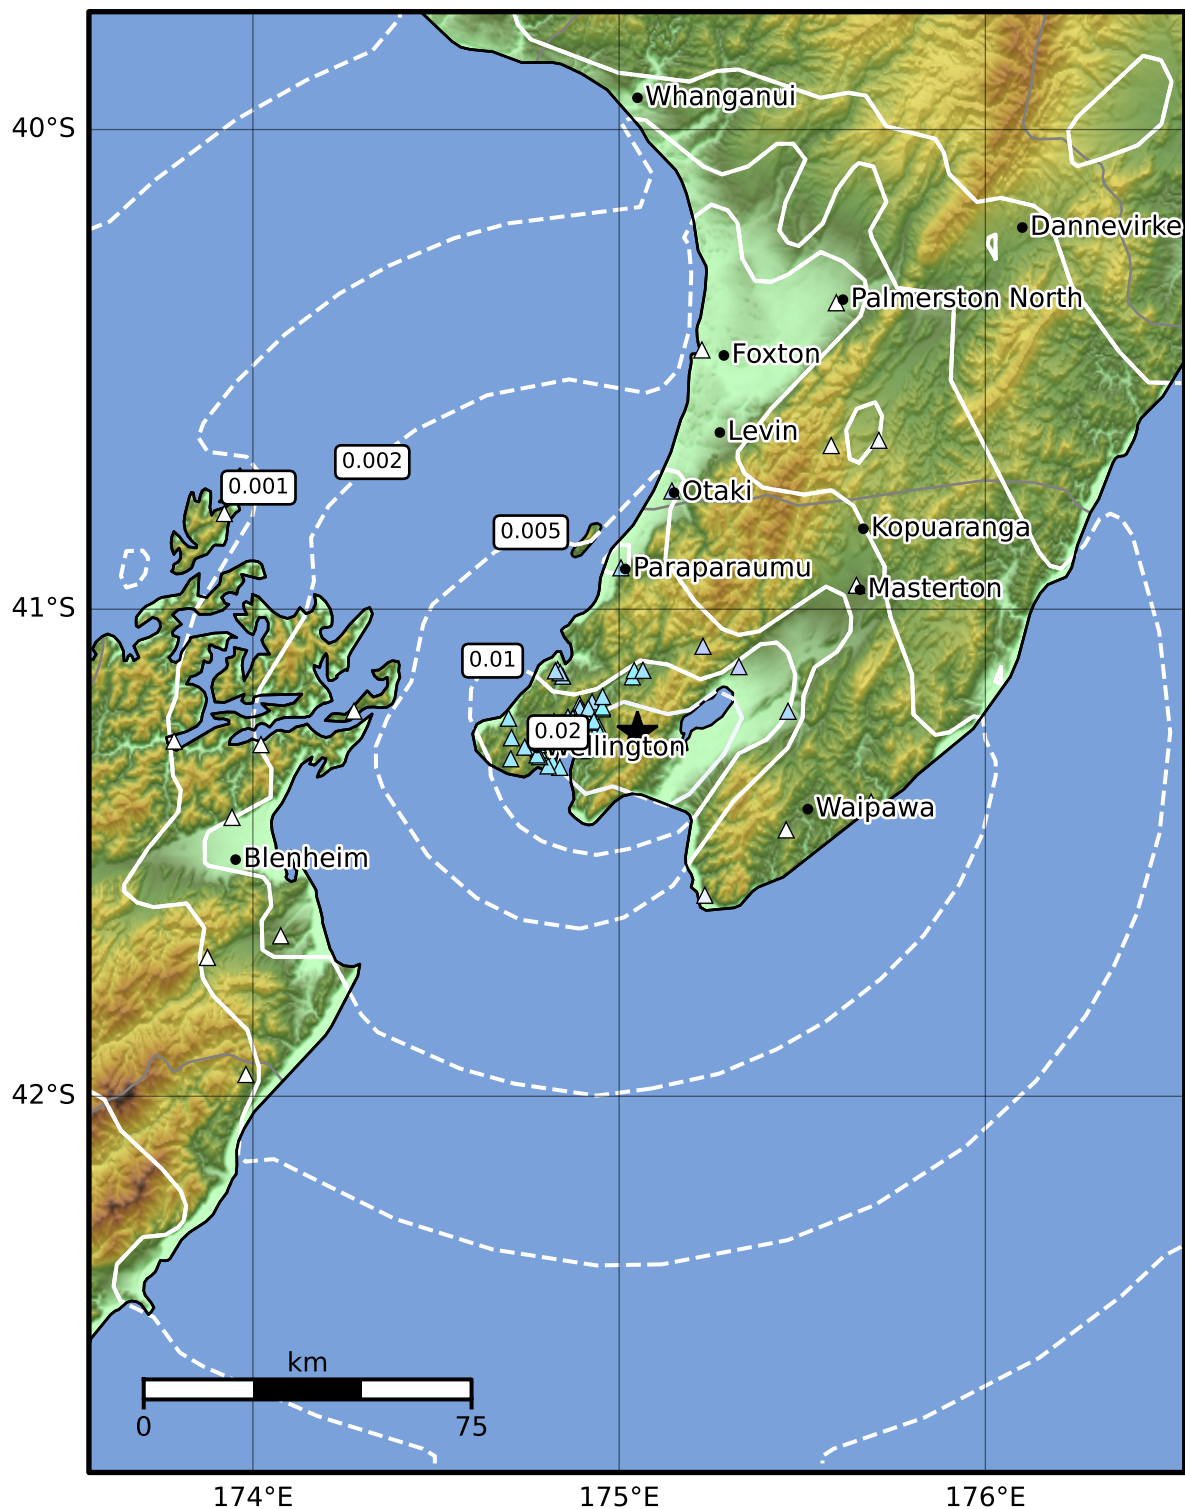 Whanganui
40°S
Dannevirke
Palmerston North
Foxton
Levin
0.002
0.001
Otaki
0.005
Kopuaranga
Paraparaumu
Masterton
41°S
0.01
0.02
Wellington
Waipawa
Blenheim
42°S
km
0
75
174°E
175°E
176°E